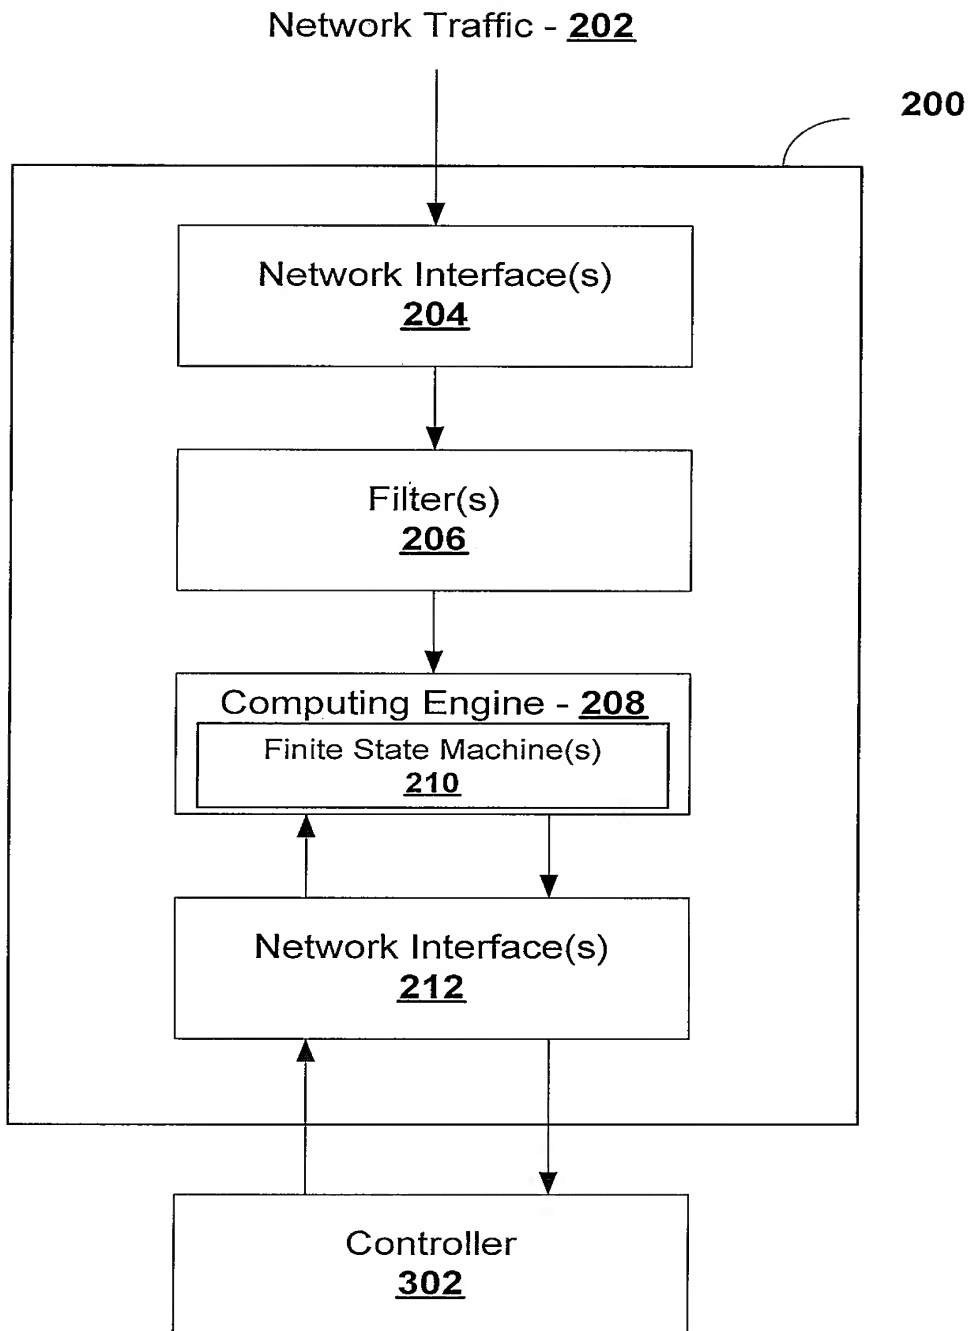 Network Traffic - 202
200
Network Interface(s)
204
Filter(s)
206
Computing Engine - 208
Finite State Machine(s)
210
Network Interface(s)
212
Controller
302